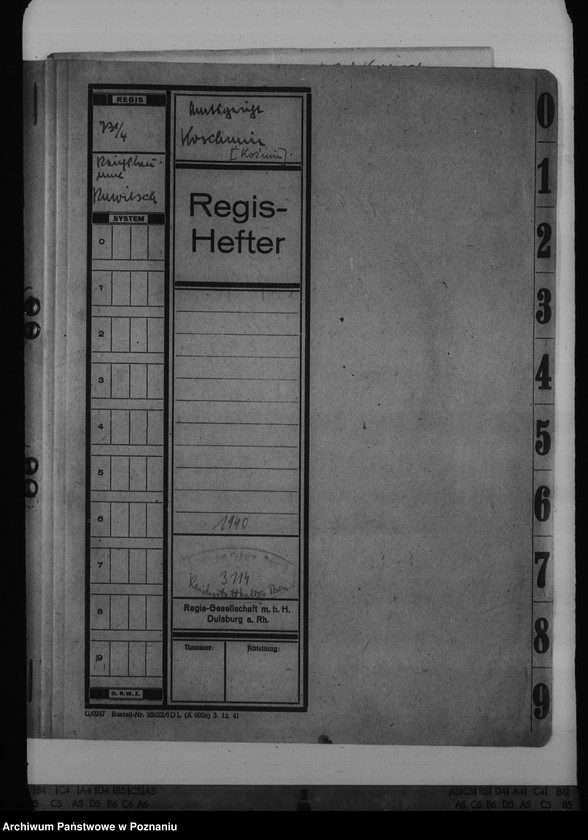 REGIS
Amtsgericht
Koschmin
[Koźmin].
Rawitsch
SYSTEM
Regis-
Hefter
0
1
2
3
4
5
6
7
8
9
1940
3114
Regis-Gesellschaft m. b. H.
Duisburg a. Rh.
Nummer:
Abteilung:
D. R. W. Z.
0
1
2
3
4
5
6
7
8
9
Archiwum Państwowe w Poznaniu